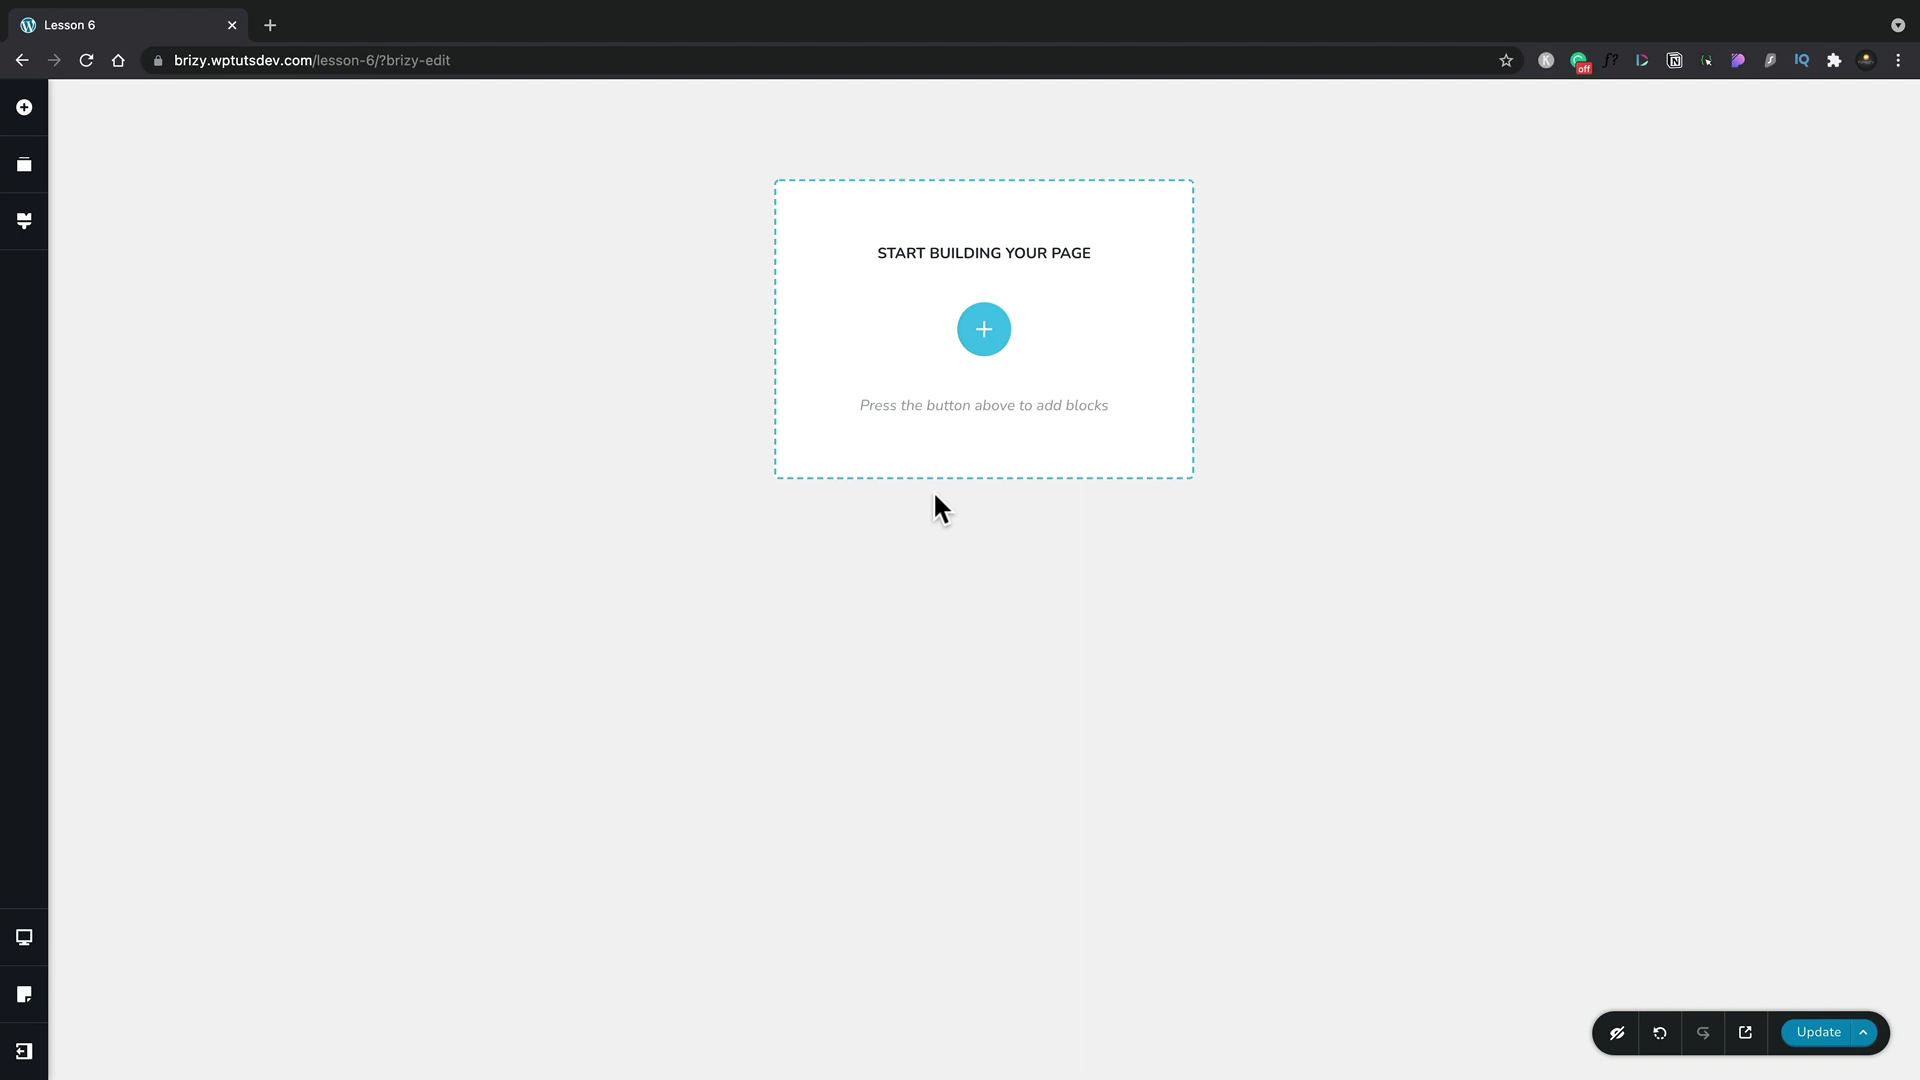 Lesson 6
brizy.wptutsdev.com/lesson-6/?brizy-edit
off
START BUILDING YOUR PAGE
Press the button above to add blocks
Update